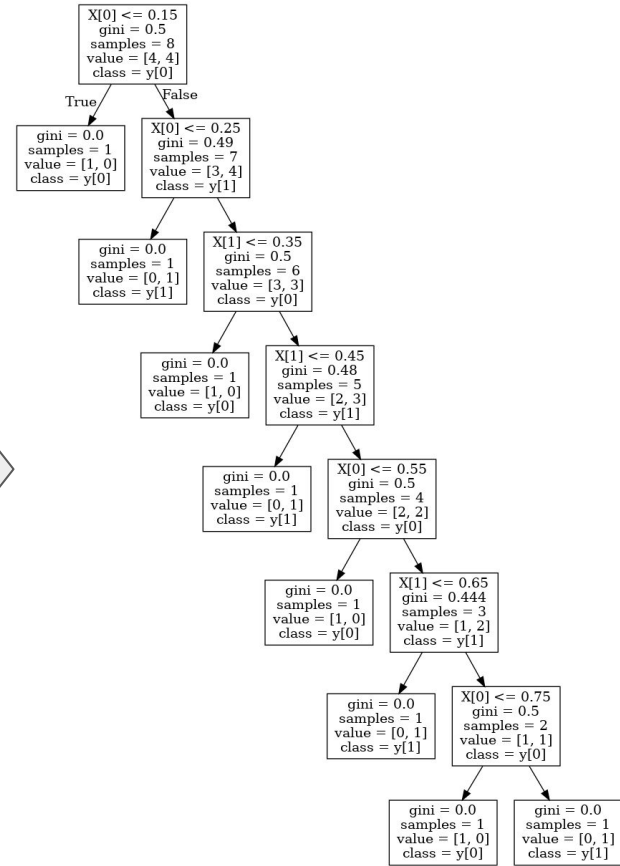 X[0] <= 0.15
gini = 0.5
samples = 8
value = [4, 4]
class = y[0]
True
False
gini = 0.0
samples = 1
value = [1, 0]
class = y[0]
X[0] <= 0.25
gini = 0.49
samples = 7
value = [3, 4]
class = y[1]
gini = 0.0
samples = 1
value = [0, 1]
class = y[1]
X[1] <= 0.35
gini = 0.5
samples = 6
value = [3, 3]
class = y[0]
gini = 0.0
samples = 1
value = [1, 0]
class = y[0]
X[1] <= 0.45
gini = 0.48
samples = 5
value = [2, 3]
class = y[1]
gini = 0.0
samples = 1
value = [0, 1]
class = y[1]
X[0] <= 0.55
gini = 0.5
samples = 4
value = [2, 2]
class = y[0]
gini = 0.0
samples = 1
value = [1, 0]
class = y[0]
X[1] <= 0.65
gini = 0.444
samples = 3
value = [1, 2]
class = y[1]
gini = 0.0
samples = 1
value = [0, 1]
class = y[1]
X[0] <= 0.75
gini = 0.5
samples = 2
value = [1, 1]
class = y[0]
gini = 0.0
samples = 1
value = [1, 0]
class = y[0]
gini = 0.0
samples = 1
value = [0, 1]
class = y[1]